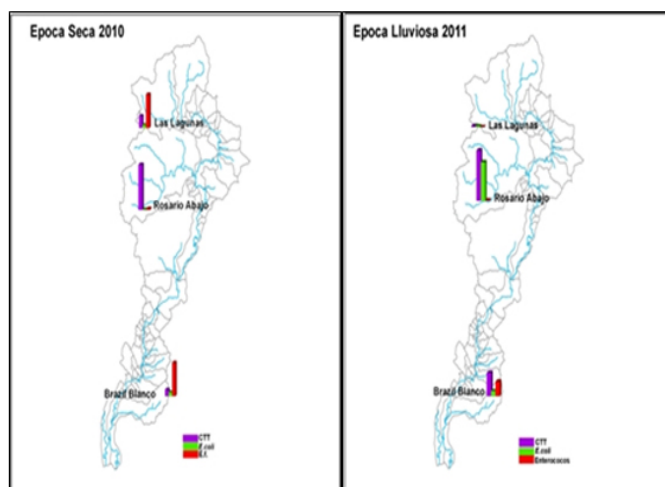 Epoca Seca 2010
Las Lagunas
Rosario Abajo
Brazil Blanco
CTT
E.coli
E.f.
Epoca Lluviosa 2011
Las Lagunas
Rosario Abajo
Brazil Blanco
CTT
E.coli
Enterococos